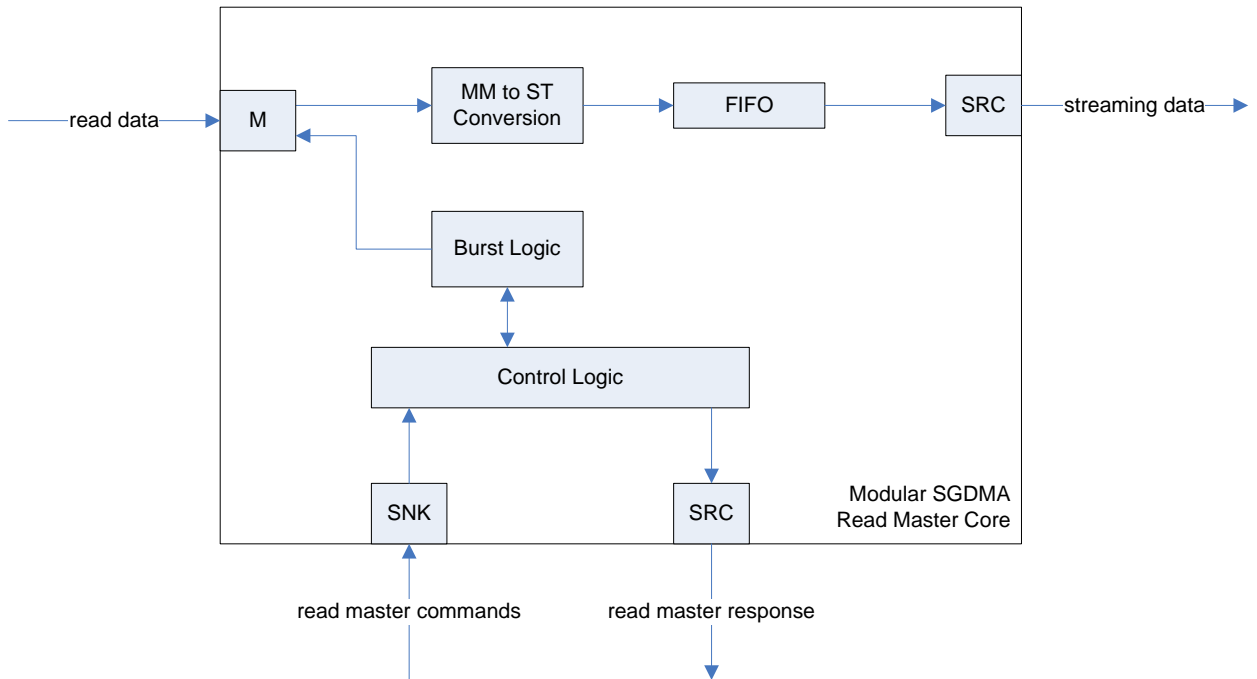 MM to ST
Conversion
FIFO
SRC
streaming data
read data
M
Burst Logic
Control Logic
SNK
SRC
Modular SGDMA
Read Master Core
read master commands
read master response